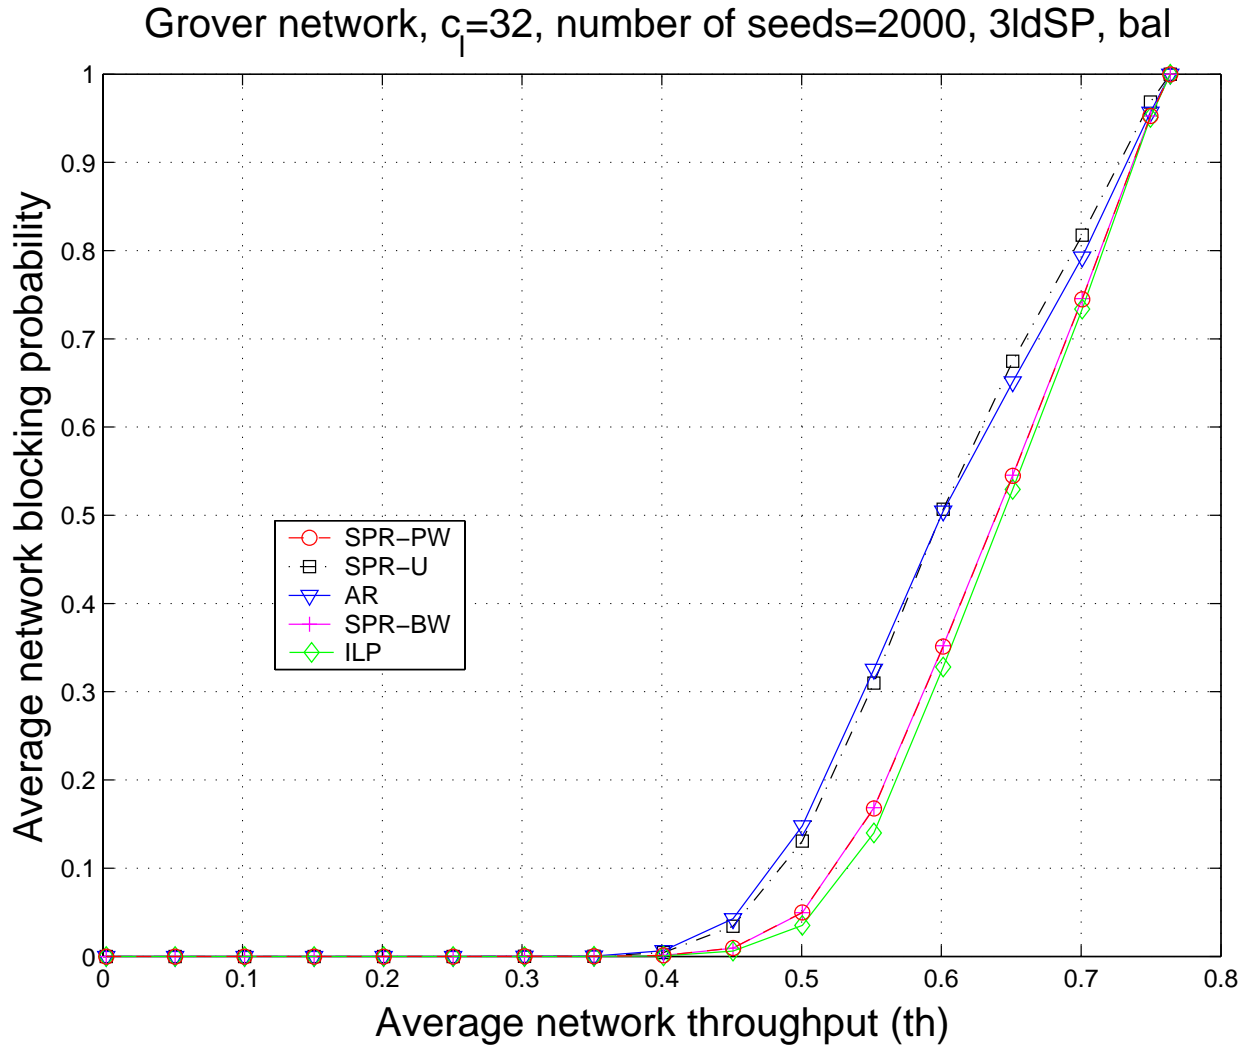 Grover network, c_l=32, number of seeds=2000, 3ldSP, bal
Average network blocking probability
1
0.9
0.8
0.7
0.6
0.5
0.4
0.3
0.2
0.1
0
SPR−PW
SPR−U
AR
SPR−BW
ILP
0
0.1
0.2
0.3
0.4
0.5
0.6
0.7
0.8
Average network throughput (th)